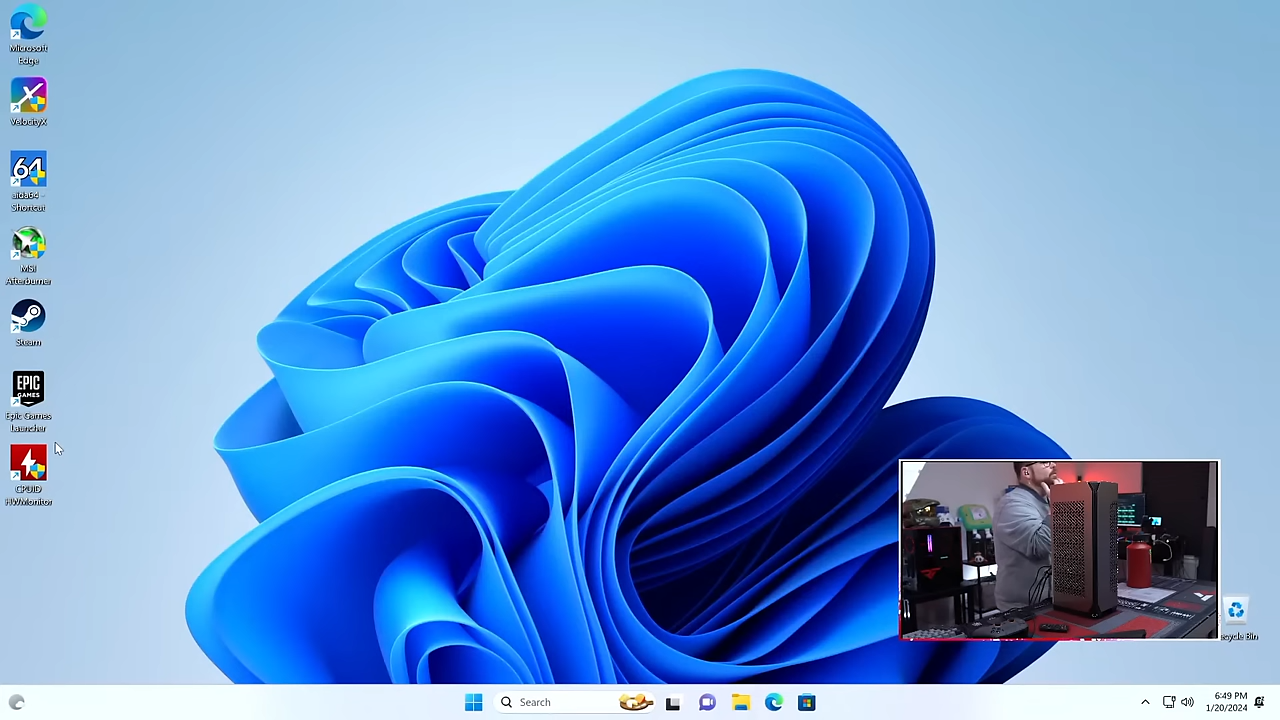 Microsoft
Edge
VelocityX
64
aida64 -
Shortcut
MSI
Afterburner
Steam
EPIC
GAMES
Epic Games
Launcher
CPUID
HWMonitor
ecycle Bin
Search
6:49 PM
1/20/2024